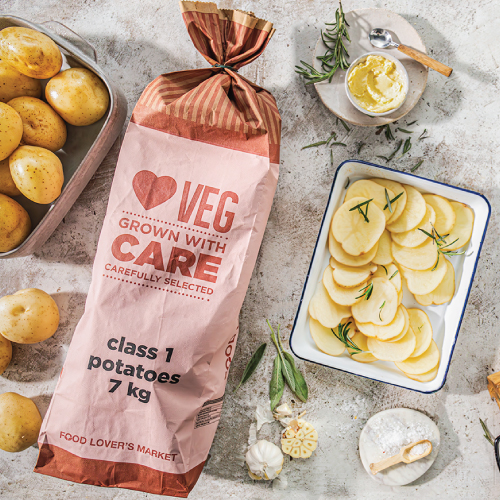 VEG
GROWN WITH
CARE
CAREFULLY SELECTED
class 1
potatoes
7 kg
FOOD LOVER'S MARKET